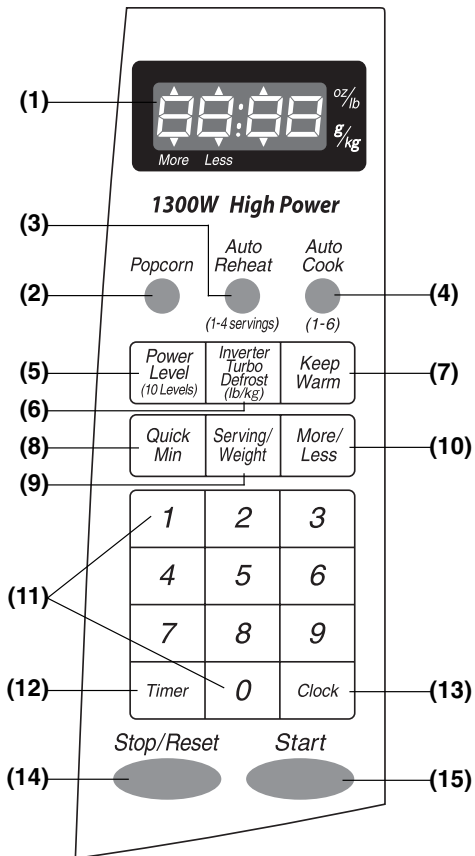 (1)
88:88
oz/lb
g/kg
More Less
1300W High Power
(3)
Popcorn
Auto
Reheat
Auto
Cook
(2)
(4)
(1-4 servings)
(1-6)
(5)
Power
Level
(10 Levels)
Inverter
Turbo
Defrost
(lb/kg)
Keep
Warm
(7)
(6)
(8)
Quick
Min
Serving/
Weight
More/
Less
(10)
(9)
1 2 3
4 5 6
(11)
7 8 9
(12)
Timer 0 Clock
(13)
Stop/Reset Start
(14)
(15)